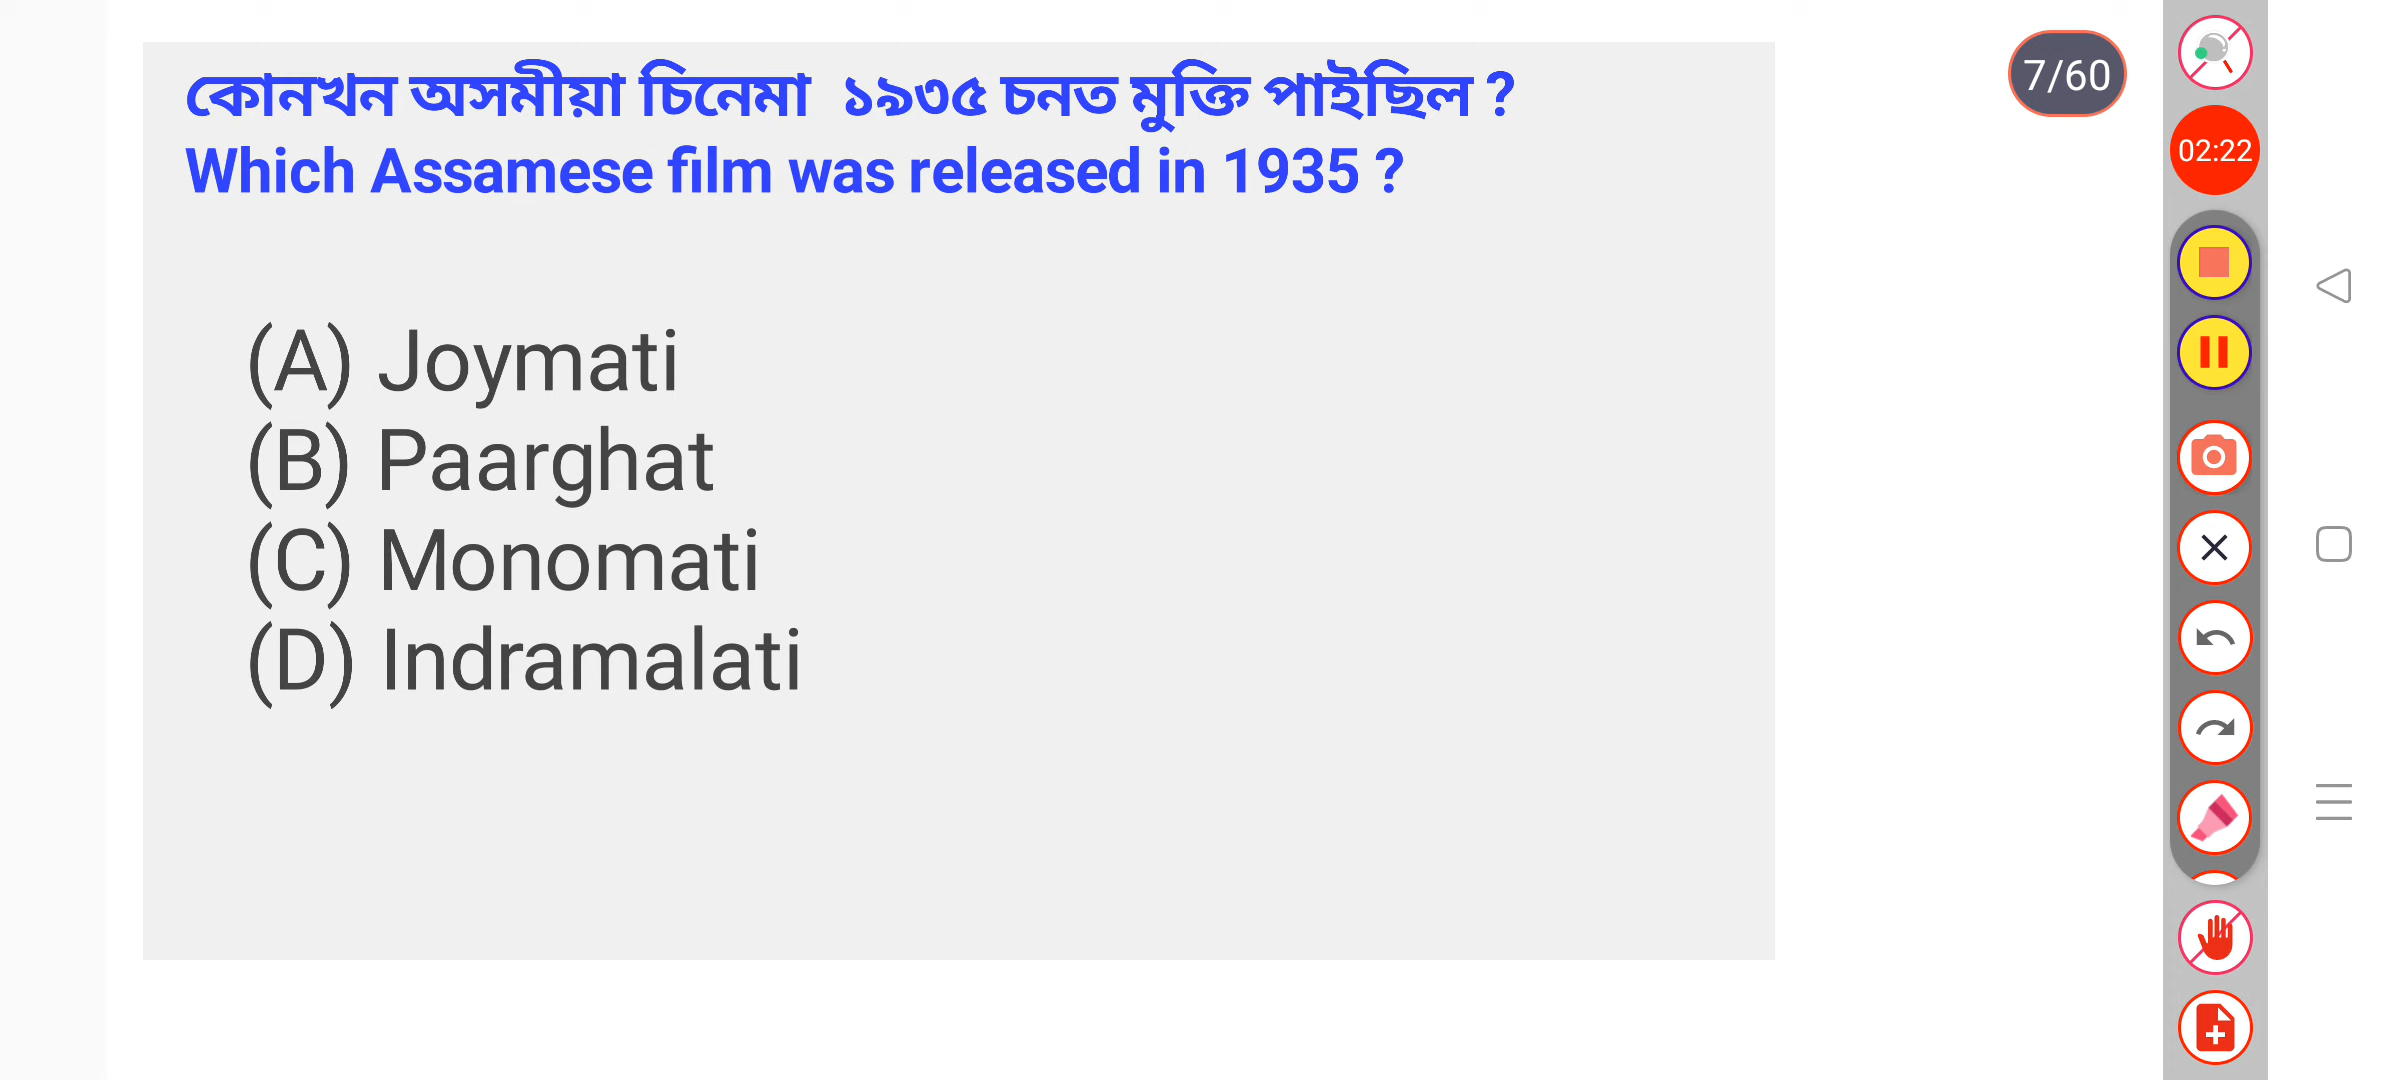 কোনখন অসমীয়া চিনেমা ১৯৩৫ চনত মুক্তি পাইছিল ?
7/60
Which Assamese film was released in 1935 ?
02:22
(A) Joymati
(B) Paarghat
(C) Monomati
(D) Indramalati